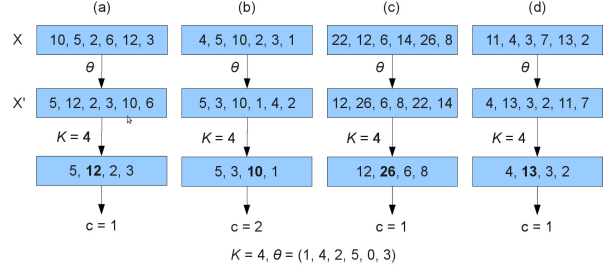 (a) (b) (c) (d)
X 10, 5, 2, 6, 12, 3 4, 5, 10, 2, 3, 1 22, 12, 6, 14, 26, 8 11, 4, 3, 7, 13, 2
θ θ θ θ
X' 5, 12, 2, 3, 10, 6 5, 3, 10, 1, 4, 2 12, 26, 6, 8, 22, 14 4, 13, 3, 2, 11, 7
K = 4 K = 4 K = 4 K = 4
5, 12, 2, 3 5, 3, 10, 1 12, 26, 6, 8 4, 13, 3, 2
c = 1 c = 2 c = 1 c = 1
K = 4, θ = (1, 4, 2, 5, 0, 3)